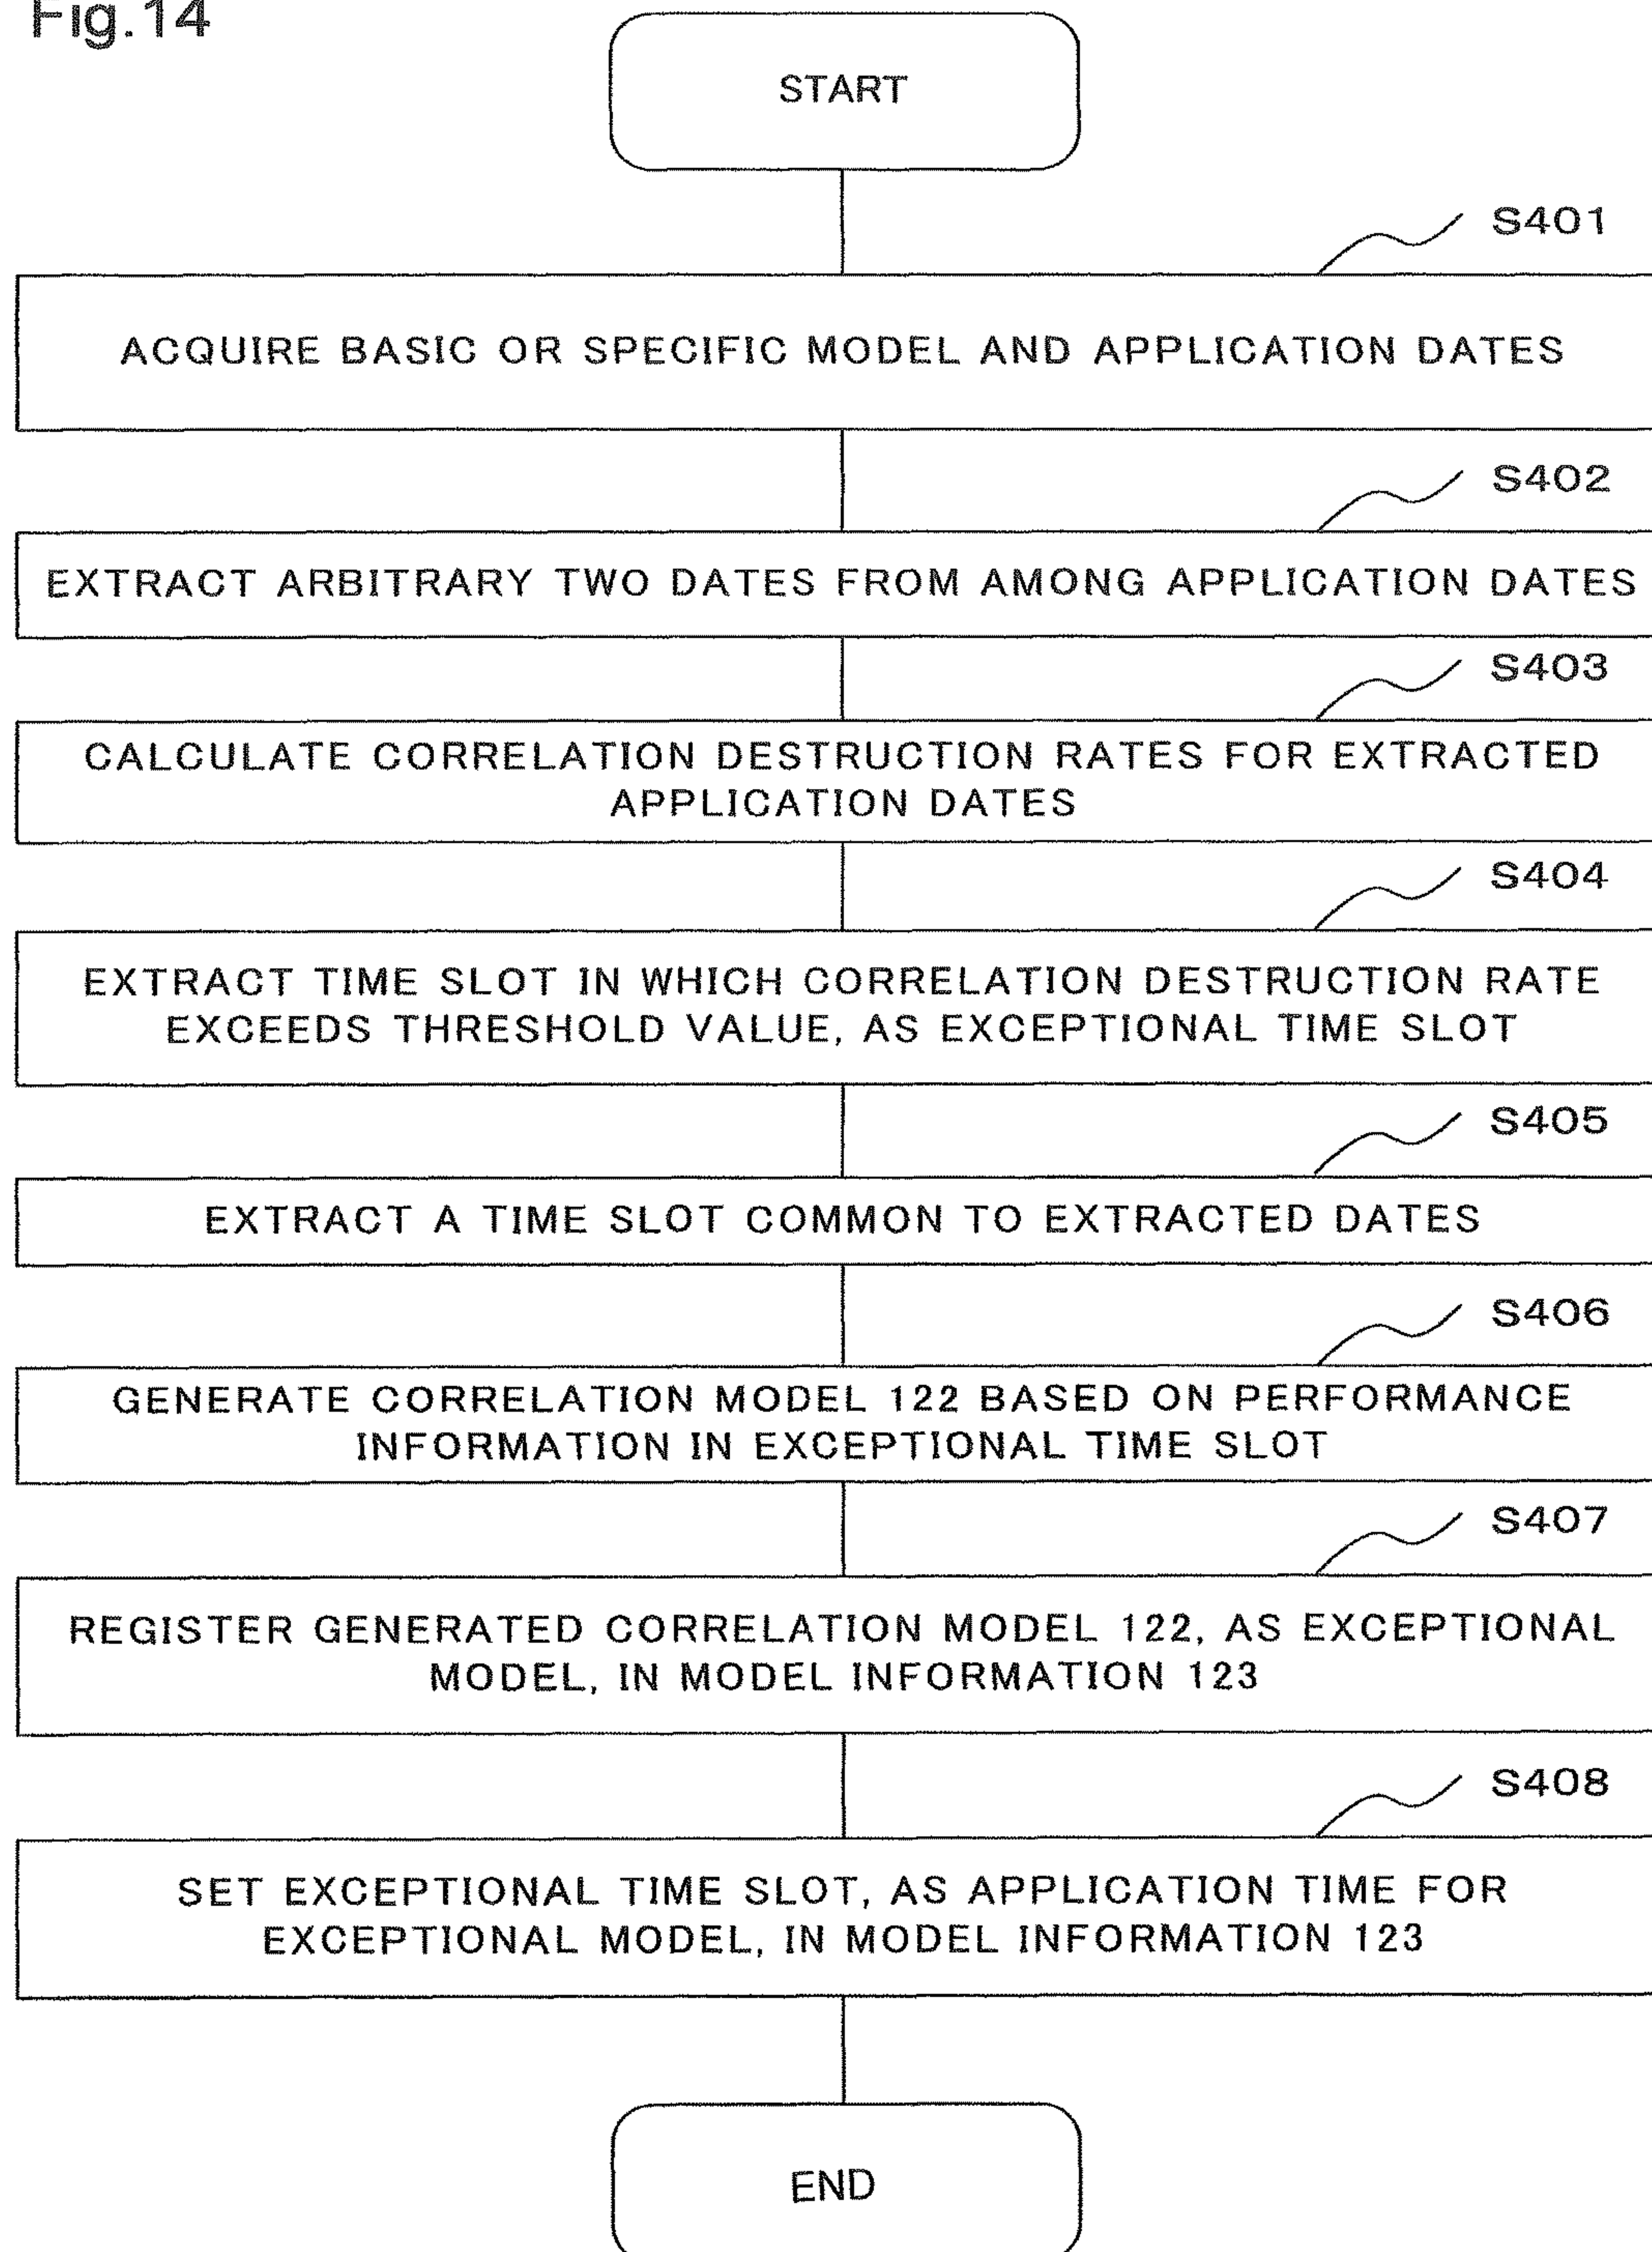 Fig.14
START
S401
ACQUIRE BASIC OR SPECIFIC MODEL AND APPLICATION DATES
S402
EXTRACT ARBITRARY TWO DATES FROM AMONG APPLICATION DATES
S403
CALCULATE CORRELATION DESTRUCTION RATES FOR EXTRACTED
APPLICATION DATES
S404
EXTRACT TIME SLOT IN WHICH CORRELATION DESTRUCTION RATE
EXCEEDS THRESHOLD VALUE, AS EXCEPTIONAL TIME SLOT
S405
EXTRACT A TIME SLOT COMMON TO EXTRACTED DATES
S406
GENERATE CORRELATION MODEL 122 BASED ON PERFORMANCE
INFORMATION IN EXCEPTIONAL TIME SLOT
S407
REGISTER GENERATED CORRELATION MODEL 122, AS EXCEPTIONAL
MODEL, IN MODEL INFORMATION 123
S408
SET EXCEPTIONAL TIME SLOT, AS APPLICATION TIME FOR
EXCEPTIONAL MODEL, IN MODEL INFORMATION 123
END